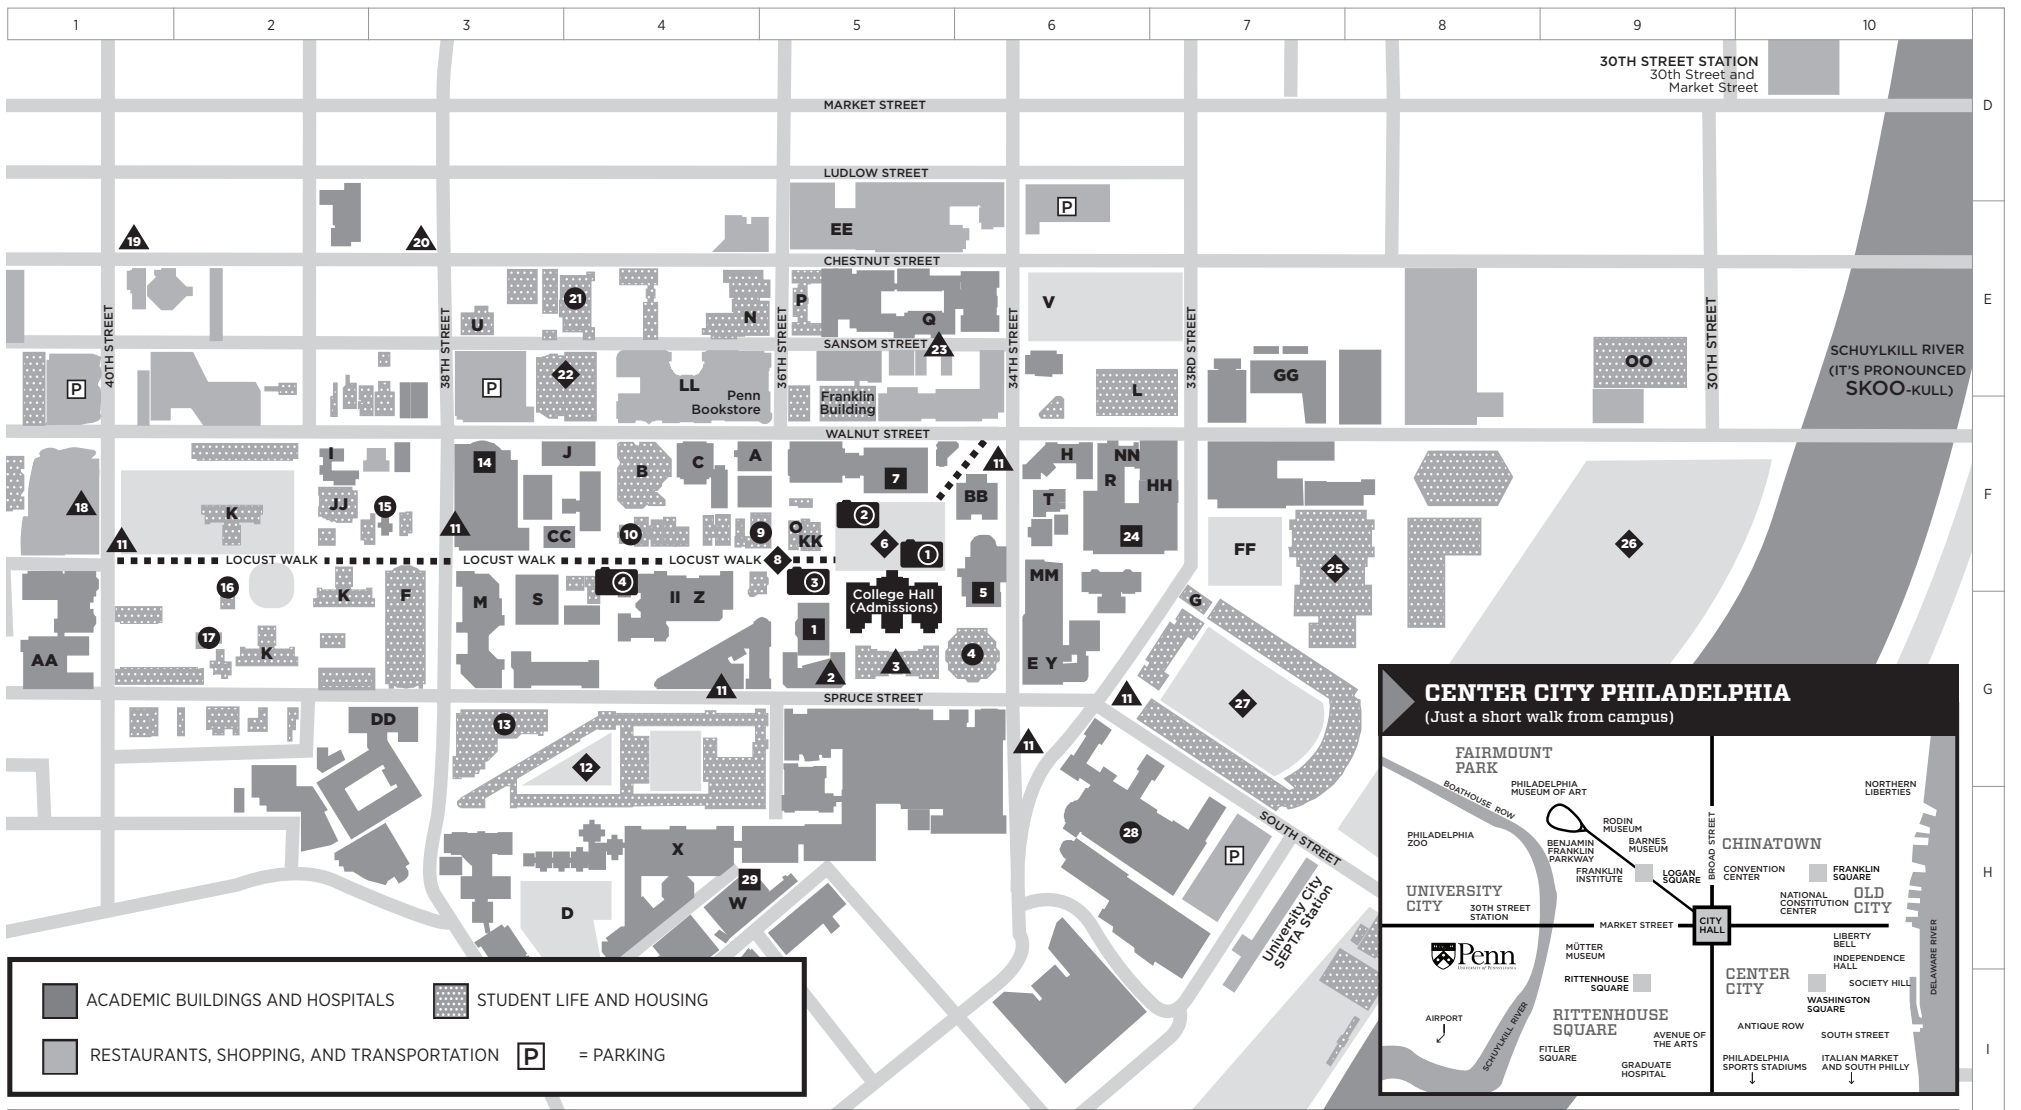 1 2 3 4 5 6 7 8 9 10
30TH STREET STATION
30th Street and
Market Street
MARKET STREET
D
LUDLOW STREET
P
19
20
EE
CHESTNUT STREET
21
P
V
E
U
N
Q
40TH STREET
38TH STREET
36TH STREET
34TH STREET
33RD STREET
30TH STREET
SANSOM STREET
23
SCHUYLKILL RIVER
(IT'S PRONOUNCED
SKOO-KULL)
P
P
22
LL
Penn
Bookstore
Franklin
Building
L
GG
OO
WALNUT STREET
I
14
J
B
C
A
7
11
H
NN
R
HH
18
K
JJ
15
BB
T
F
11
11
CC
10
9
O
KK
2
6
1
24
FF
26
LOCUST WALK
LOCUST WALK
LOCUST WALK
8
16
K
F
M
S
4
II Z
3
College Hall
(Admissions)
5
MM
25
G
17
K
AA
1
2
3
4
E Y
11
SPRUCE STREET
11
27
G
DD
13
12
11
SOUTH STREET
28
P
X
29
W
D
H
University City
SEPTA Station
I
ACADEMIC BUILDINGS AND HOSPITALS
STUDENT LIFE AND HOUSING
RESTAURANTS, SHOPPING, AND TRANSPORTATION
P = PARKING
CENTER CITY PHILADELPHIA
(Just a short walk from campus)
FAIRMOUNT
PARK
BOATHOUSE ROW
PHILADELPHIA
MUSEUM OF ART
NORTHERN
LIBERTIES
PHILADELPHIA
ZOO
RODIN
MUSEUM
BENJAMIN
FRANKLIN
PARKWAY
BARNES
MUSEUM
BROAD STREET
CHINATOWN
FRANKLIN
INSTITUTE
LOGAN
SQUARE
CONVENTION
CENTER
FRANKLIN
SQUARE
UNIVERSITY
CITY
30TH STREET
STATION
NATIONAL
CONSTITUTION
CENTER
OLD
CITY
MARKET STREET
CITY
HALL
LIBERTY
BELL
DELAWARE RIVER
Penn
UNIVERSITY OF PENNSYLVANIA
MÜTTER
MUSEUM
INDEPENDENCE
HALL
RITTENHOUSE
SQUARE
CENTER
CITY
SOCIETY HILL
WASHINGTON
SQUARE
AIRPORT
SCHUYLKILL RIVER
RITTENHOUSE
SQUARE
AVENUE OF
THE ARTS
ANTIQUE ROW
SOUTH STREET
FITLER
SQUARE
GRADUATE
HOSPITAL
PHILADELPHIA
SPORTS STADIUMS
ITALIAN MARKET
AND SOUTH PHILLY